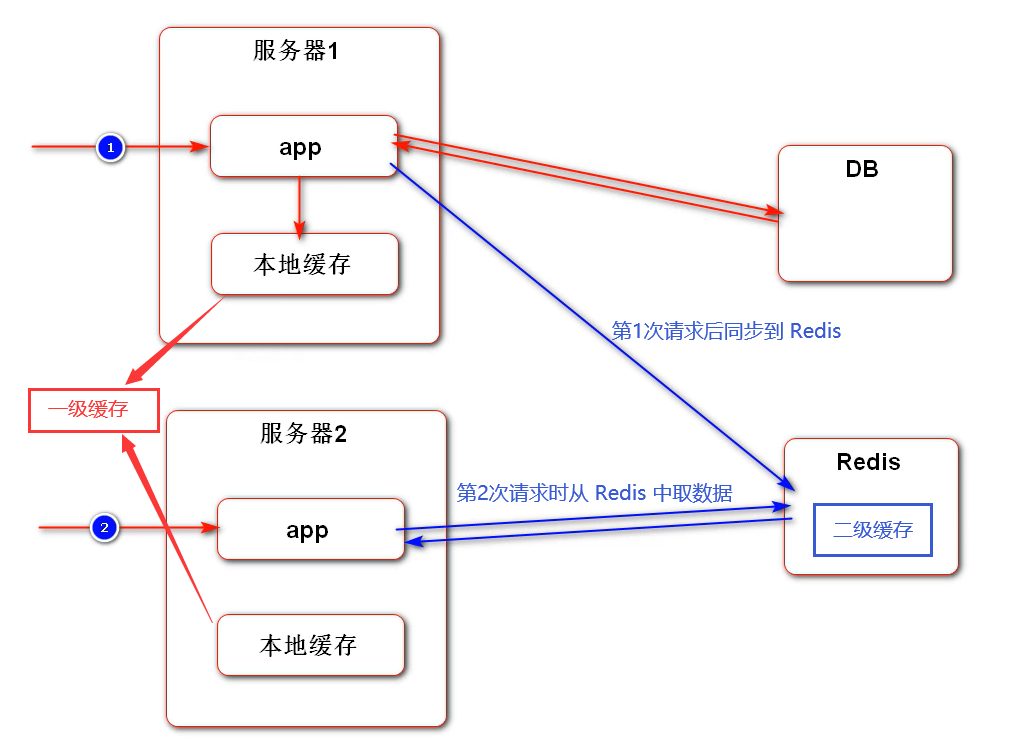 服务器1
1
app
DB
本地缓存
第1次请求后同步到 Redis
一级缓存
服务器2
Redis
第2次请求时从 Redis 中取数据
2
app
二级缓存
本地缓存